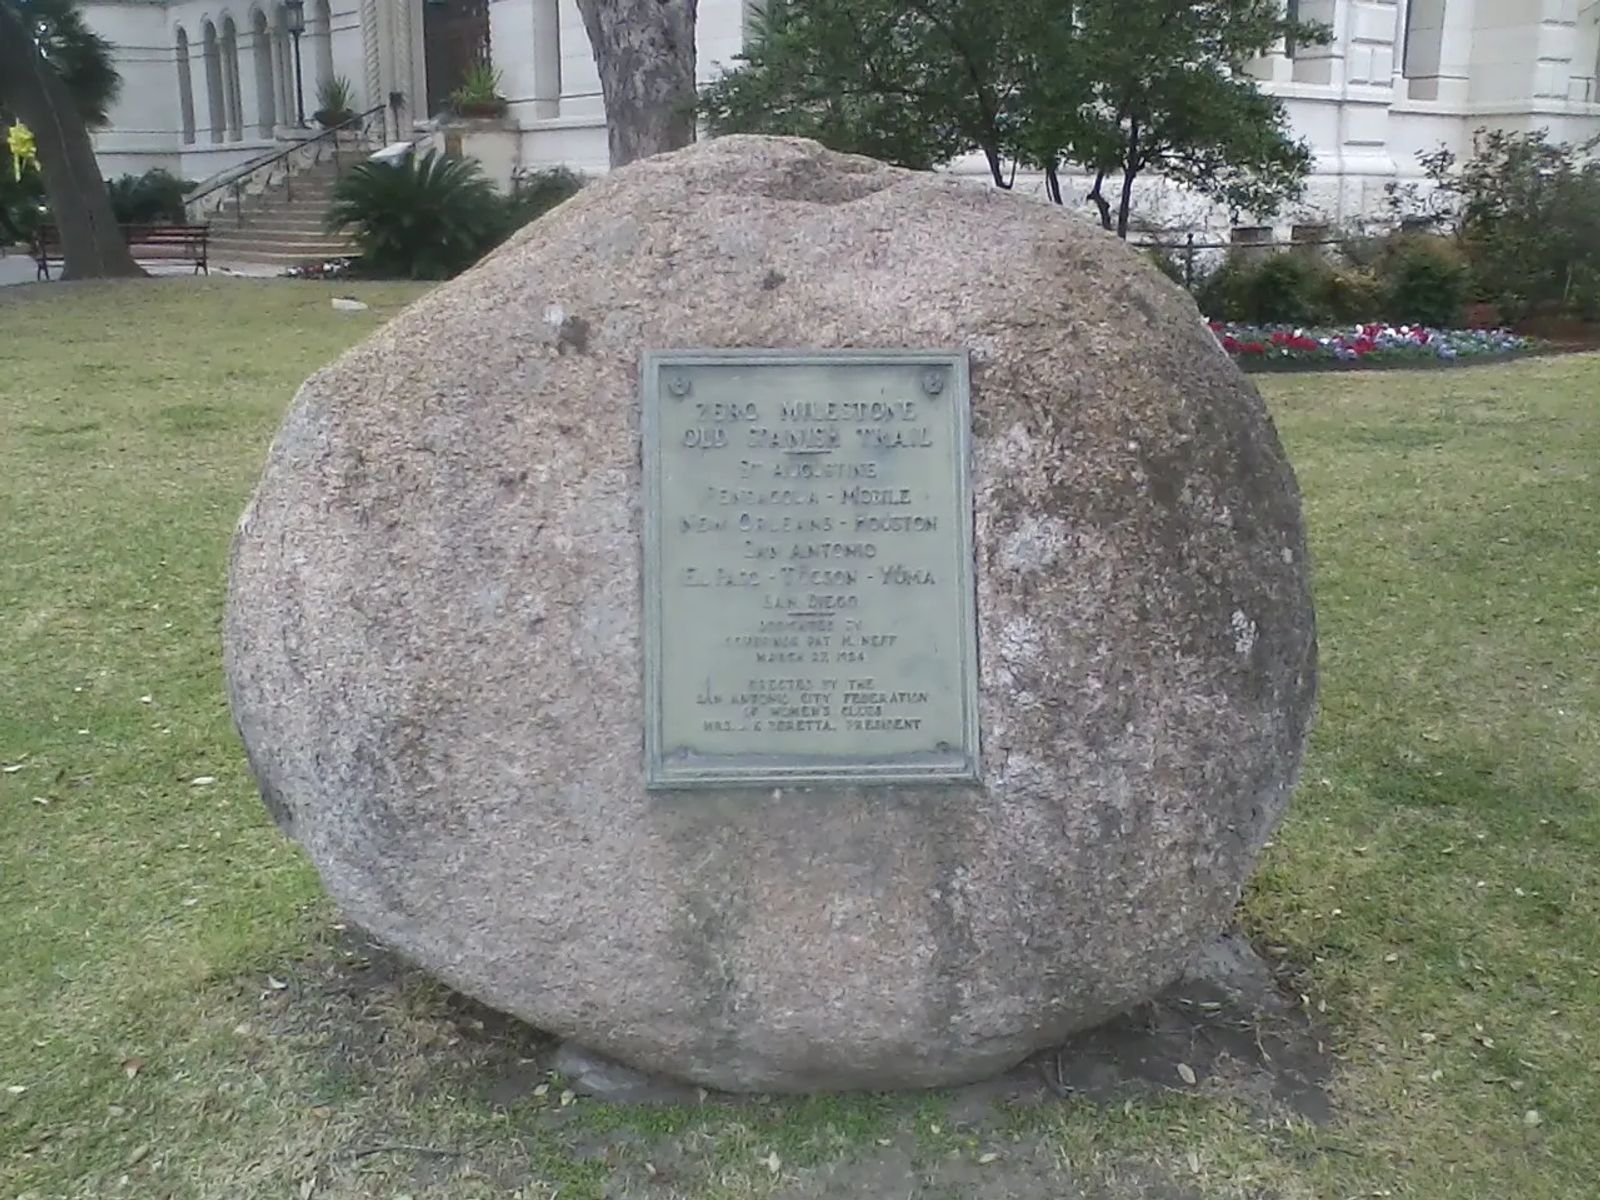 ZERO MILESTONE
OLD SPANISH TRAIL
ST AUGUSTINE
PENSACOLA - MOBILE
NEW ORLEANS - HOUSTON
SAN ANTONIO
EL PASO - TUCSON - YUMA
SAN DIEGO
DEDICATED BY
GOVERNOR PAT M. NEFF
MARCH 27, 1924
ERECTED BY THE
SAN ANTONIO CITY FEDERATION
OF WOMEN'S CLUBS
MRS. J. K. BERETTA, PRESIDENT